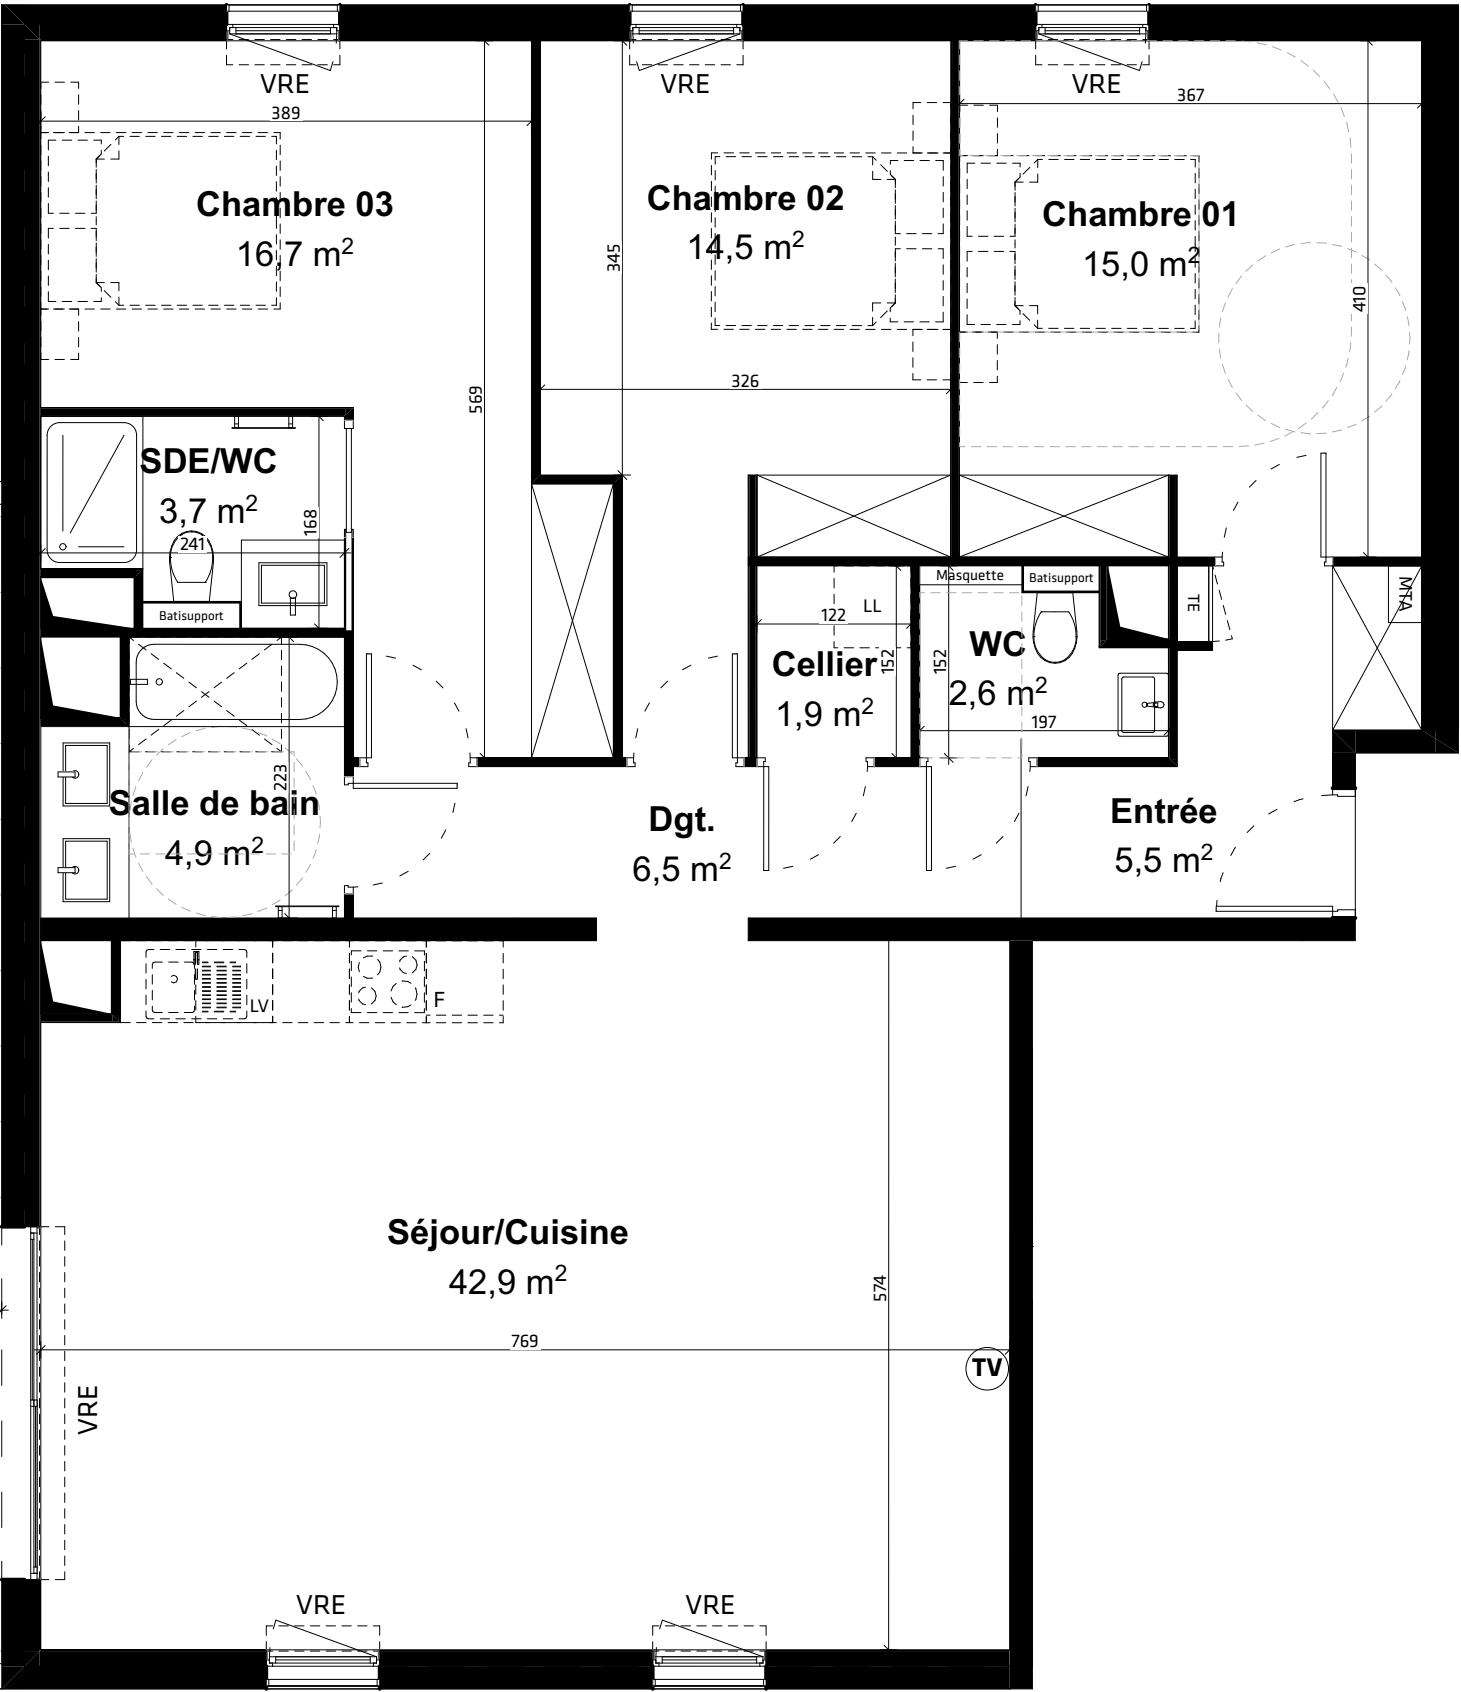 VRE
VRE
VRE
389
367
Chambre 03
16,7 m²
Chambre 02
14,5 m²
Chambre 01
15,0 m²
345
410
326
569
SDE/WC
3,7 m²
168
241
Batisupport
Masquette
Batisupport
LL
122
TE
MTA
Cellier
1,9 m²
152
152
WC
2,6 m²
197
223
Salle de bain
4,9 m²
Dgt.
6,5 m²
Entrée
5,5 m²
LV
F
Séjour/Cuisine
42,9 m²
574
769
TV
VRE
VRE
VRE